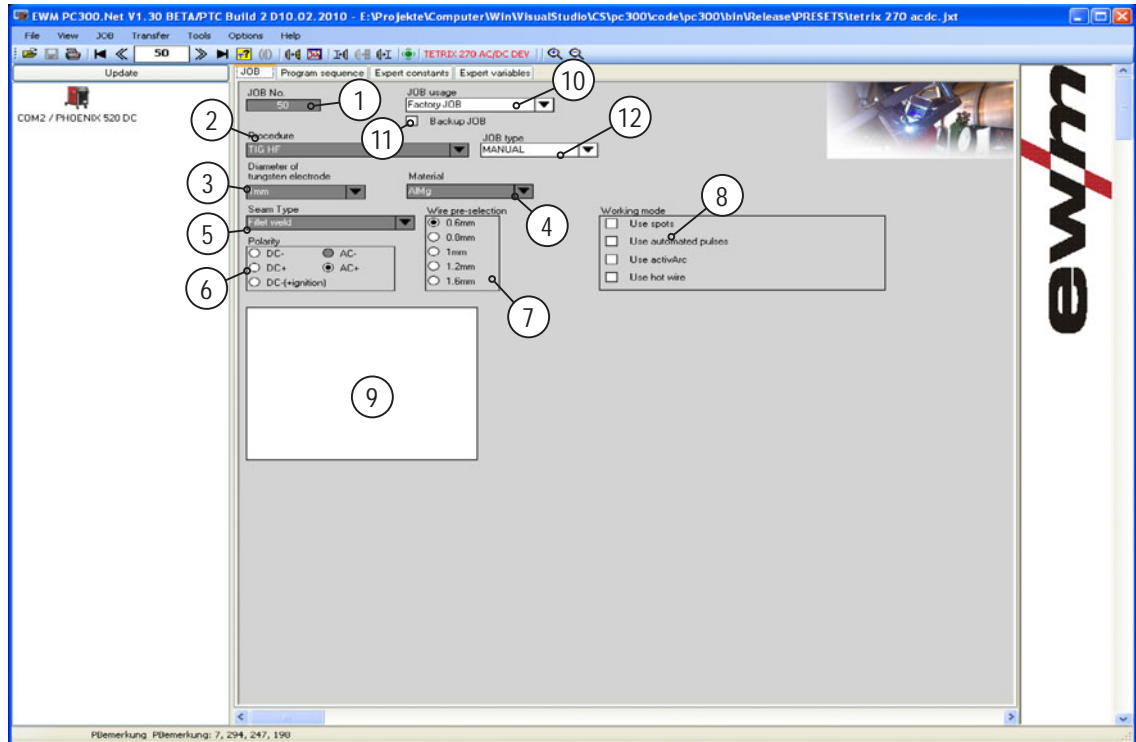 EWM PC300.Net V1.30 BETA/PTC Build 2 D10.02.2010 - E:\Projekte\Computer\Win\VisualStudio\CS\pc300\code\pc300\bin\Release\PRESETS\tetrix 270 acdc.jxt
File View JOB Transfer Tools Options Help
50 TETRIX 270 AC/DC DEV
Update
COM2 / PHOENIX 520 DC
JOB Program sequence Expert constants Expert variables
JOB No. JOB usage
50 1 Factory JOB 10
11 Backup JOB 12
2 Procedure JOB type
TIG HF MANUAL
Diameter of
tungsten electrode Material
3 1mm AlMg 4
Seam Type Wire pre-selection Working mode
5 Fillet weld 0.6mm Use spots 8
Polarity 0.8mm Use automated pulses
DC- AC- 1mm Use activArc
6 DC+ AC+ 1.2mm Use hot wire
DC-(+ignition) 1.6mm 7
9
ewm
PBemerkung PBemerkung: 7, 294, 247, 190